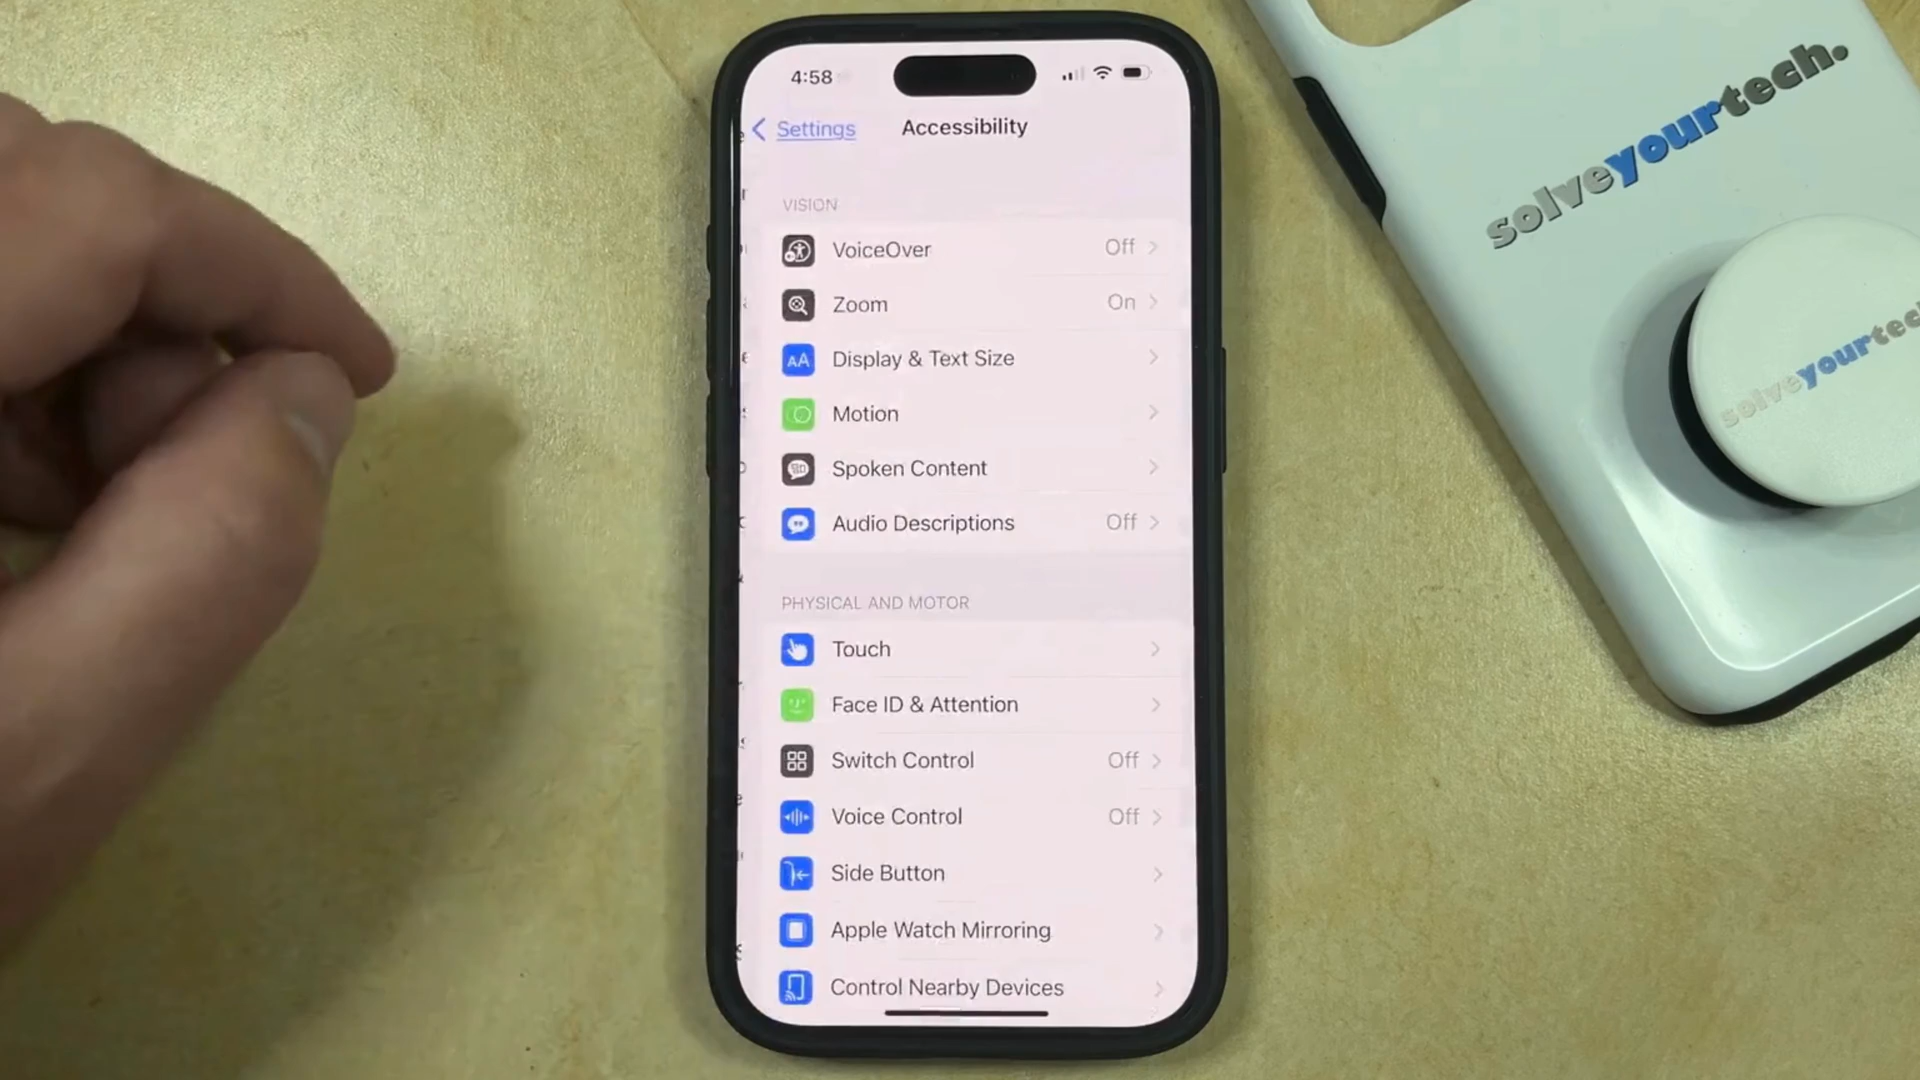 4:58
Settings
Accessibility
VISION
VoiceOver Off
Zoom On
Display & Text Size
Motion
Spoken Content
Audio Descriptions Off
PHYSICAL AND MOTOR
Touch
Face ID & Attention
Switch Control Off
Voice Control Off
Side Button
Apple Watch Mirroring
Control Nearby Devices
solveyourtech.
solveyourtech